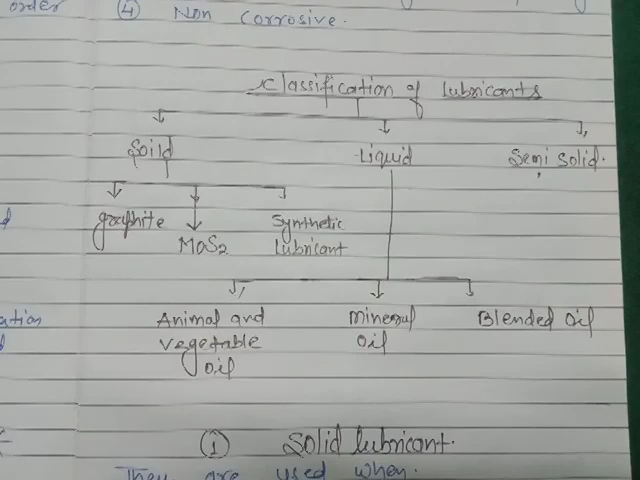 order
④ Non Corrosive.
Classification of lubricants
Soild
Liquid
Semi Solid.
graphite
MoS2
Synthetic
lubricant
Animal and
vegetable
oil
Mineral
oil
Blended oil
① Solid lubricant.
They are used when.